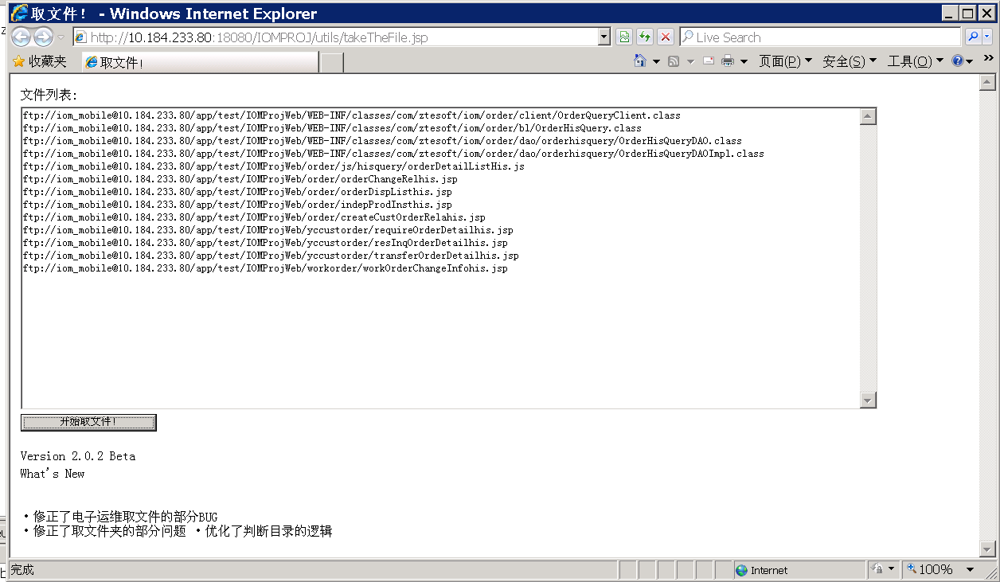 取文件！ - Windows Internet Explorer
http://10.184.233.80:18080/IOMPROJ/utils/takeTheFile.jsp
Live Search
收藏夹
取文件！
页面(P)
安全(S)
工具(O)
文件列表：
ftp://iom_mobile@10.184.233.80/app/test/IOMProjWeb/WEB-INF/classes/com/ztesoft/iom/order/client/OrderQueryClient.class
ftp://iom_mobile@10.184.233.80/app/test/IOMProjWeb/WEB-INF/classes/com/ztesoft/iom/order/bl/OrderHisQuery.class
ftp://iom_mobile@10.184.233.80/app/test/IOMProjWeb/WEB-INF/classes/com/ztesoft/iom/order/dao/orderhisquery/OrderHisQueryDAO.class
ftp://iom_mobile@10.184.233.80/app/test/IOMProjWeb/WEB-INF/classes/com/ztesoft/iom/order/dao/orderhisquery/OrderHisQueryDAOImpl.class
ftp://iom_mobile@10.184.233.80/app/test/IOMProjWeb/order/js/hisquery/orderDetailListHis.js
ftp://iom_mobile@10.184.233.80/app/test/IOMProjWeb/order/orderChangeRelhis.jsp
ftp://iom_mobile@10.184.233.80/app/test/IOMProjWeb/order/orderDispListhis.jsp
ftp://iom_mobile@10.184.233.80/app/test/IOMProjWeb/order/indepProdInsthis.jsp
ftp://iom_mobile@10.184.233.80/app/test/IOMProjWeb/order/createCustOrderRelahis.jsp
ftp://iom_mobile@10.184.233.80/app/test/IOMProjWeb/yccustorder/requireOrderDetailhis.jsp
ftp://iom_mobile@10.184.233.80/app/test/IOMProjWeb/yccustorder/resInqOrderDetailhis.jsp
ftp://iom_mobile@10.184.233.80/app/test/IOMProjWeb/yccustorder/transferOrderDetailhis.jsp
ftp://iom_mobile@10.184.233.80/app/test/IOMProjWeb/workorder/workOrderChangeInfohis.jsp
开始取文件！
Version 2.0.2 Beta
What's New
·修正了电子运维取文件的部分BUG
·修正了取文件夹的部分问题 ·优化了判断目录的逻辑
完成
Internet
100%